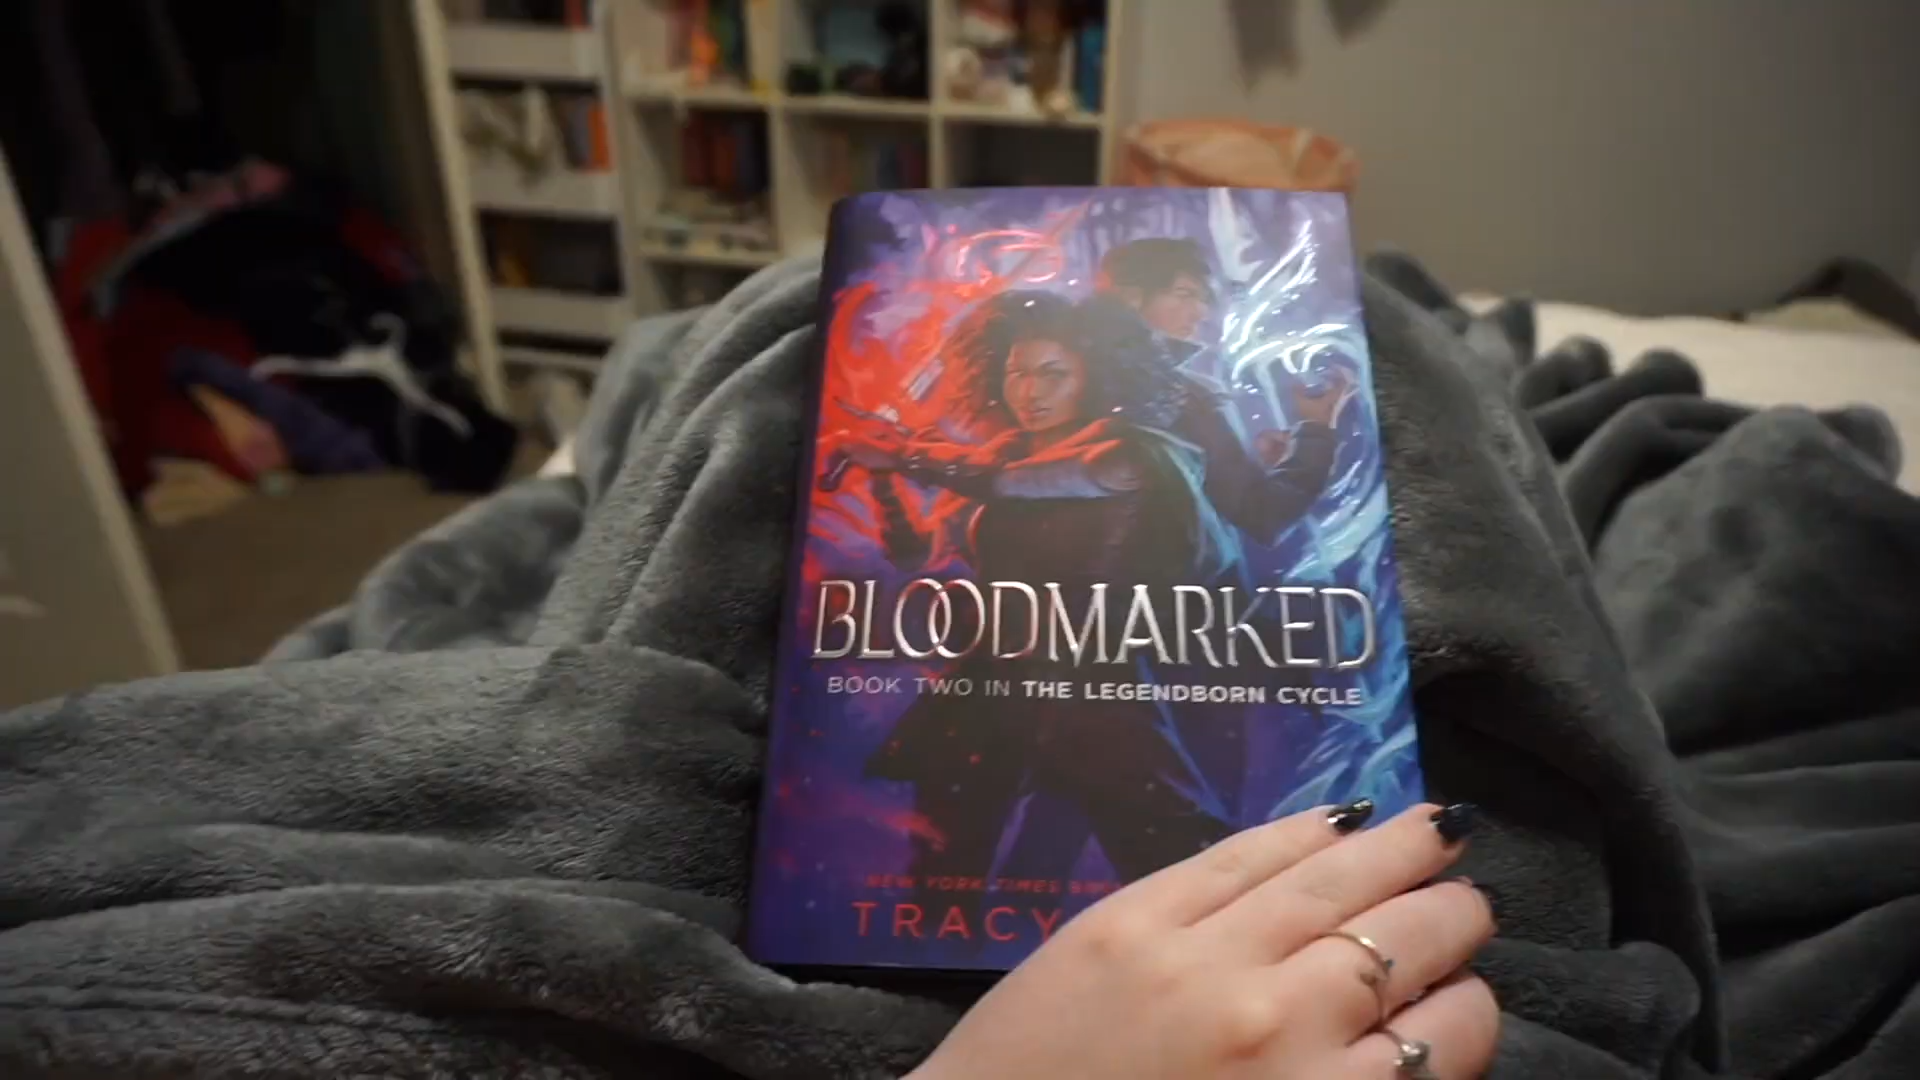 BLOODMARKED
BOOK TWO IN THE LEGENDBORN CYCLE
NEW YORK TIMES
TRACY